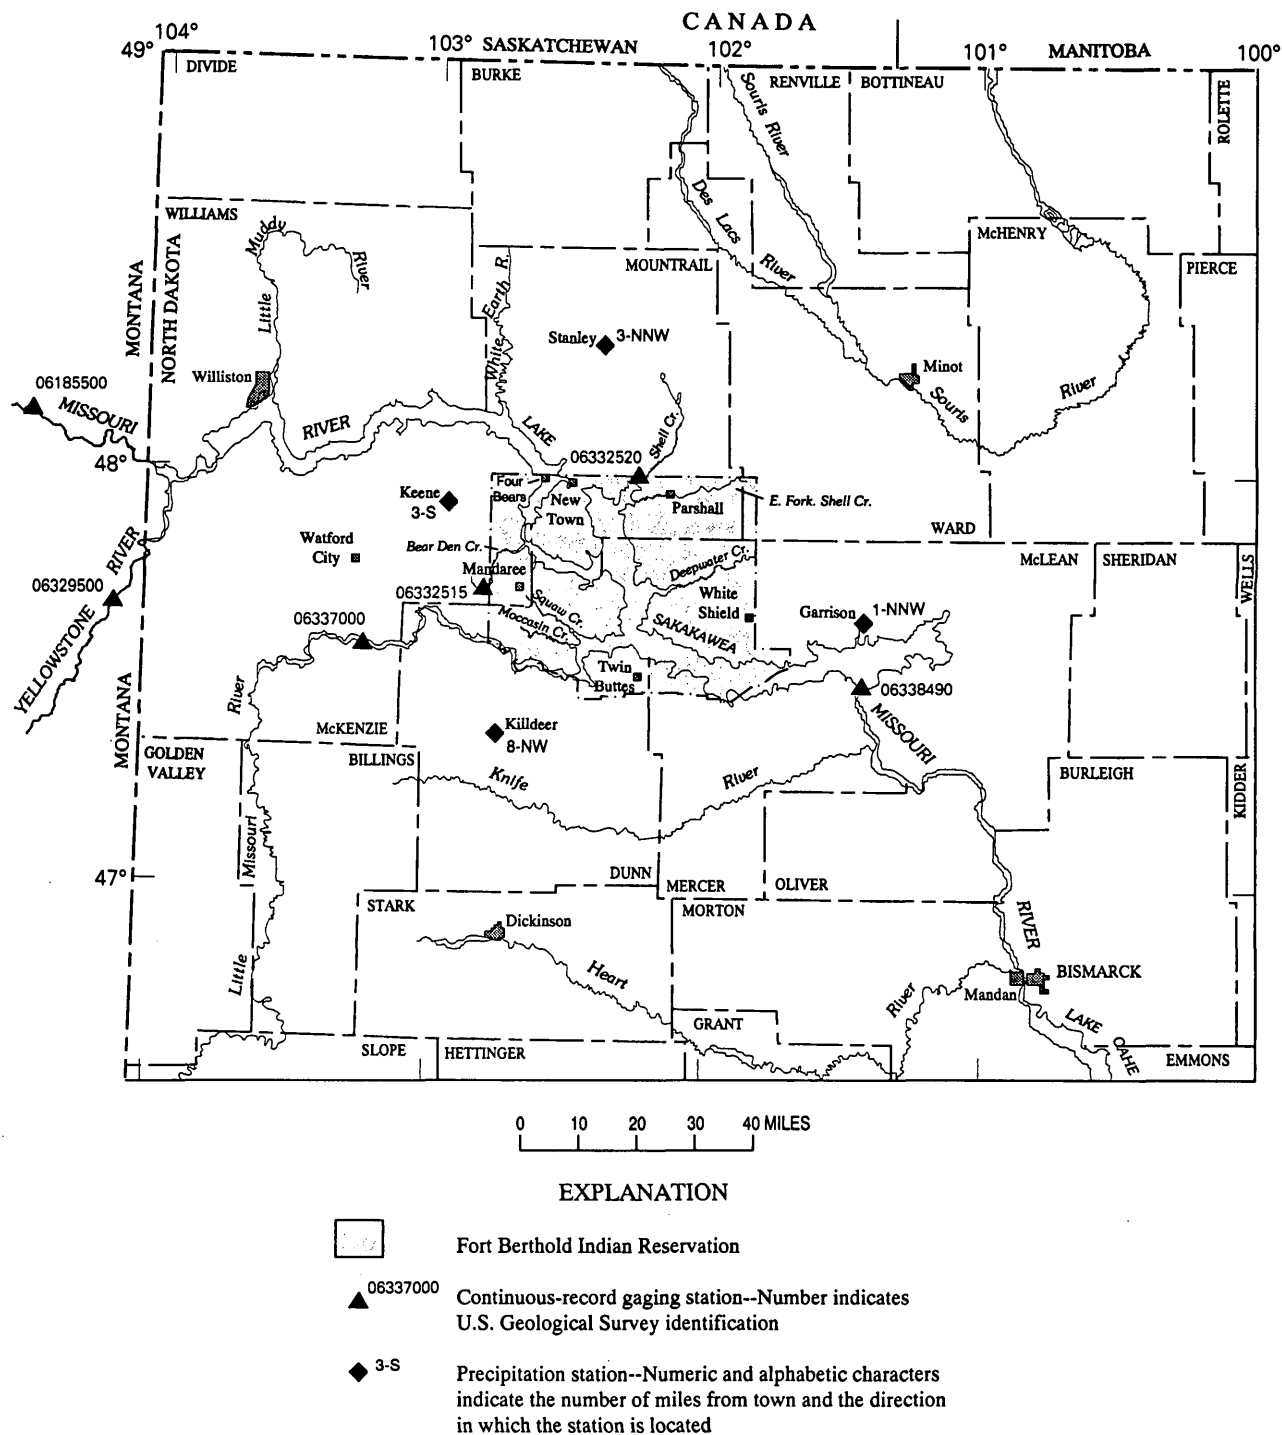 CANADA
104°
103°
SASKATCHEWAN
102°
101°
MANITOBA
100°
49°
DIVIDE
BURKE
RENVILLE
BOTTINEAU
ROLETTE
Souris River
Des Lacs River
WILLIAMS
Little Muddy River
McHENRY
MOUNTRAIL
PIERCE
MONTANA
NORTH DAKOTA
White Earth R.
Stanley
3-NNW
Williston
Minot
06185500
MISSOURI
RIVER
LAKE
Shell Cr.
Souris
River
48°
06332520
Keene
3-S
Four
Bears
New
Town
Parshall
E. Fork. Shell Cr.
WARD
Watford
City
Bear Den Cr.
Mandaree
Deepwater Cr.
McLEAN
SHERIDAN
WELLS
06329500
YELLOWSTONE RIVER
06332515
Squaw Cr.
White
Shield
Garrison
1-NNW
06337000
Moccasin Cr.
SAKAKAWEA
Twin
Buttes
06338490
River
MONTANA
McKENZIE
Killdeer
8-NW
MISSOURI
GOLDEN
VALLEY
BILLINGS
Knife
River
BURLEIGH
KIDDER
Missouri
47°
DUNN
MERCER
OLIVER
STARK
MORTON
Dickinson
RIVER
Little
Heart
River
Mandan
BISMARCK
GRANT
LAKE
OAHE
SLOPE
HETTINGER
EMMONS
0 10 20 30 40 MILES
EXPLANATION
Fort Berthold Indian Reservation
06337000
Continuous-record gaging station--Number indicates
U.S. Geological Survey identification
3-S
Precipitation station--Numeric and alphabetic characters
indicate the number of miles from town and the direction
in which the station is located